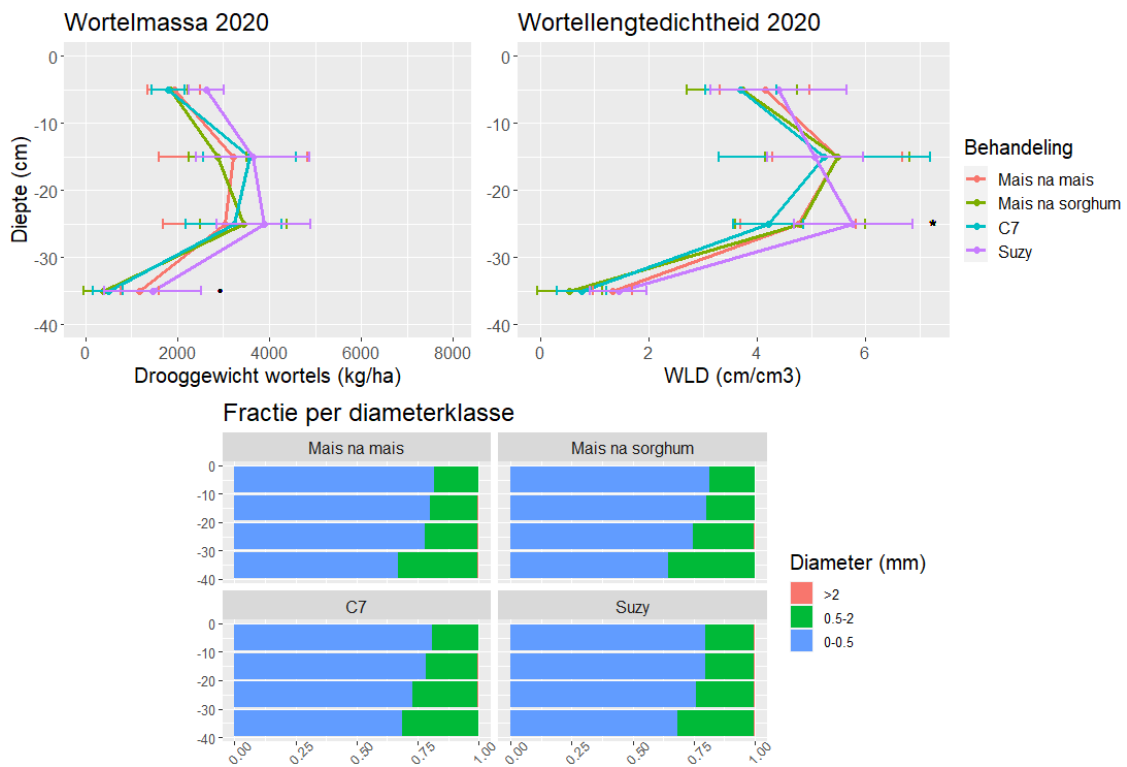 Wortelmassa 2020
Wortellengtedichtheid 2020
Diepte (cm)
0
-10
-20
-30
-40
0
2000
4000
6000
8000
Drooggewicht wortels (kg/ha)
0
-10
-20
-30
-40
0
2
4
6
WLD (cm/cm3)
*
Behandeling
Mais na mais
Mais na sorghum
C7
Suzy
Fractie per diameterklasse
Mais na mais
Mais na sorghum
0
-10
-20
-30
-40
C7
Suzy
0
-10
-20
-30
-40
0.00
0.25
0.50
0.75
1.00
0.00
0.25
0.50
0.75
1.00
Diameter (mm)
>2
0.5-2
0-0.5